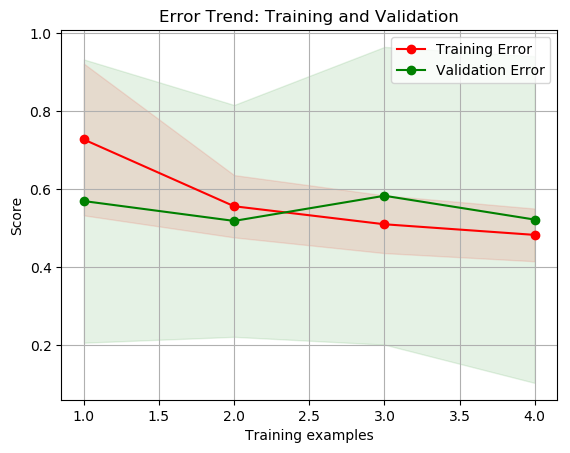 Error Trend: Training and Validation
Training Error
Validation Error
Score
1.0
0.8
0.6
0.4
0.2
1.0 1.5 2.0 2.5 3.0 3.5 4.0
Training examples